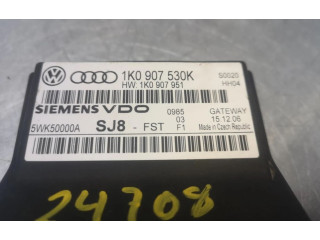 1K0 907 530K S0020
HW: 1K0 907 951 HH04
SIEMENS VDO 0965 GATEWAY
03 15.12.06
5WK50000A SJ8 - FST F1 Made in Czech Republic
24708